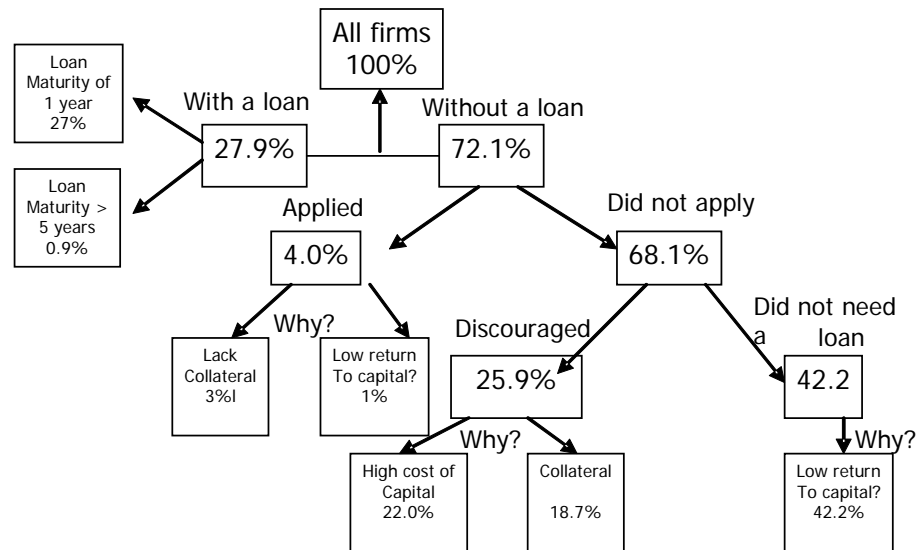 All firms
100%
Loan
Maturity of
1 year
27%
With a loan
27.9%
Without a loan
72.1%
Loan
Maturity >
5 years
0.9%
Applied
4.0%
Did not apply
68.1%
Why?
Lack
Collateral
3%l
Low return
To capital?
1%
Discouraged
25.9%
Did not need
a loan
42.2
Why?
High cost of
Capital
22.0%
Collateral
18.7%
Why?
Low return
To capital?
42.2%